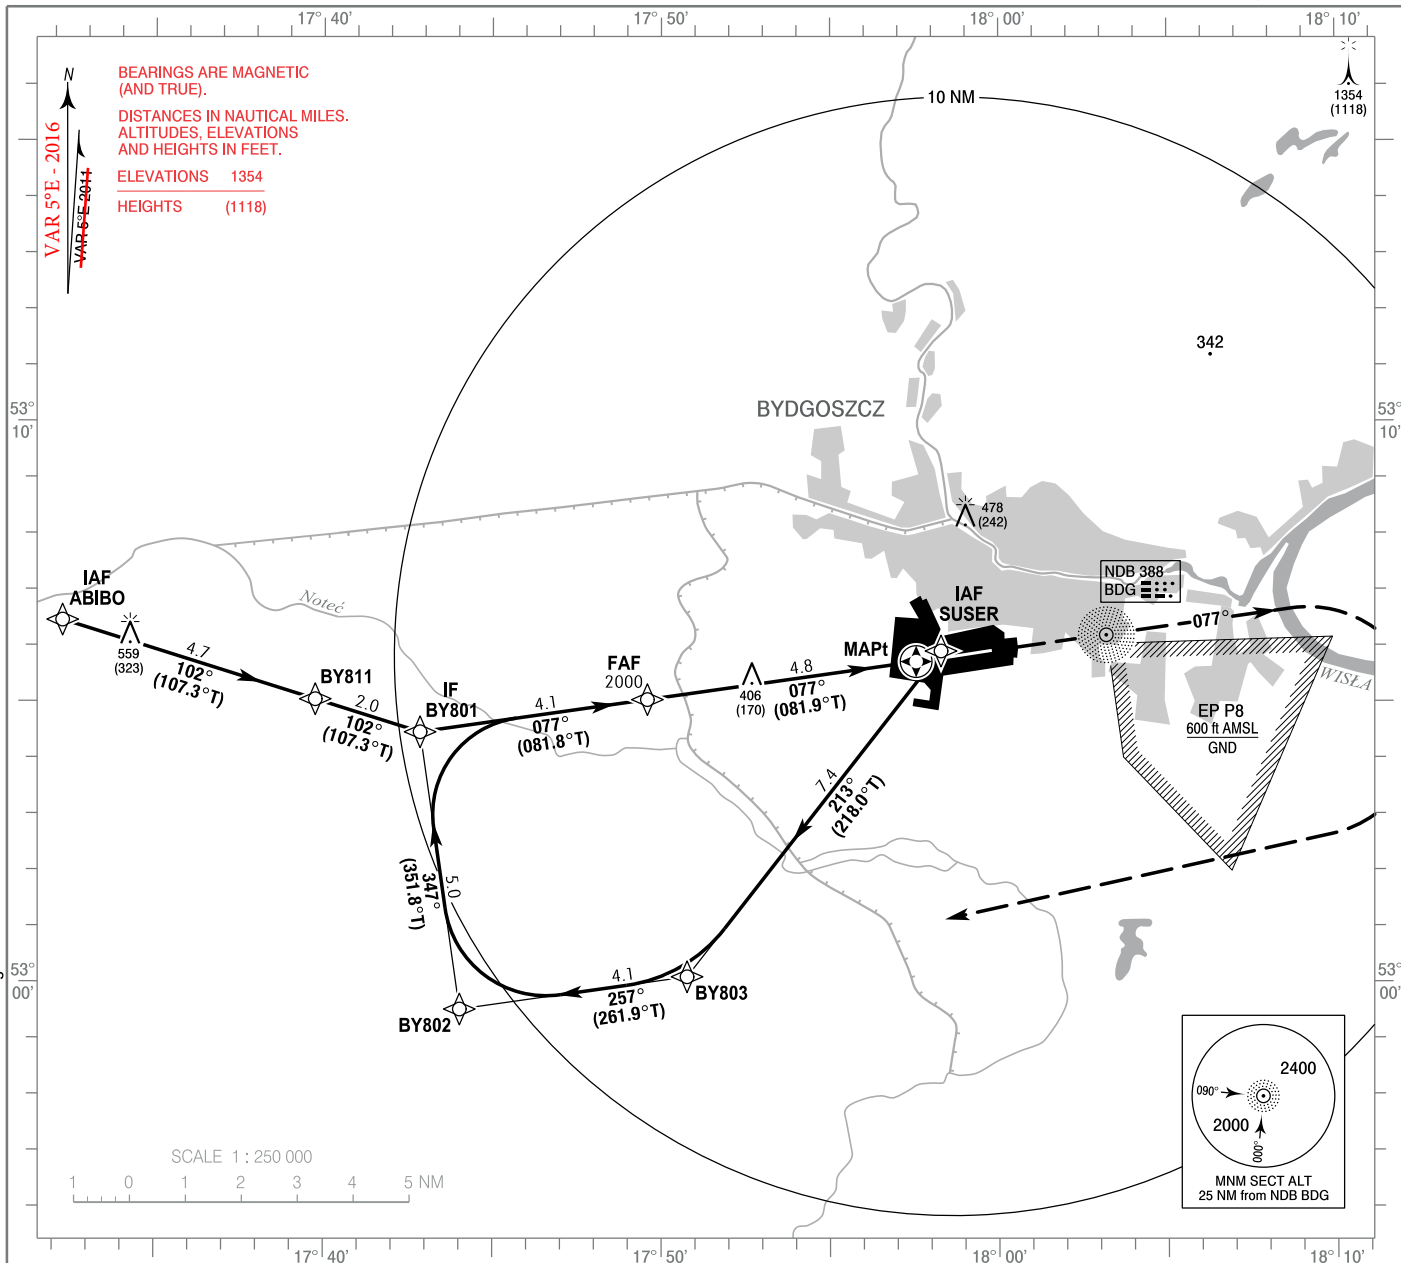 17° 40'
17° 50'
18° 00'
18° 10'
N
VAR 5°E - 2016
VAR 5°E 2011
BEARINGS ARE MAGNETIC
(AND TRUE).
DISTANCES IN NAUTICAL MILES.
ALTITUDES, ELEVATIONS
AND HEIGHTS IN FEET.
ELEVATIONS 1354
HEIGHTS (1118)
10 NM
1354
(1118)
342
53°
10'
53°
10'
BYDGOSZCZ
478
(242)
NDB 388
BDG
IAF
ABIBO
559
(323)
Noteć
4.7
102°
(107.3°T)
BY811
2.0
102°
(107.3°T)
IF
BY801
4.1
077°
(081.8°T)
FAF
2000
406
(170)
4.8
077°
(081.9°T)
MAPt
IAF
SUSER
077°
WISŁA
EP P8
600 ft AMSL
GND
7.4
213°
(218.0°T)
5.0
347°
(351.8°T)
4.1
257°
(261.9°T)
BY803
BY802
53°
00'
53°
00'
2400
090°
2000
000°
MNM SECT ALT
25 NM from NDB BDG
SCALE 1 : 250 000
1 0 1 2 3 4 5 NM
17° 40'
17° 50'
18° 00'
18° 10'